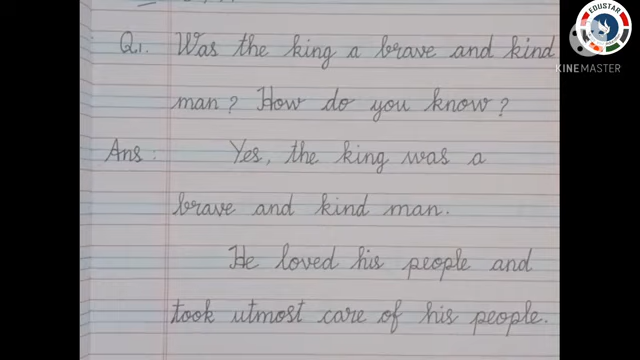 EDUSTAR
KINEMASTER
Q1. Was the king a brave and kind
man? How do you know?
Ans: Yes, the king was a
brave and kind man.
He loved his people and
took utmost care of his people.